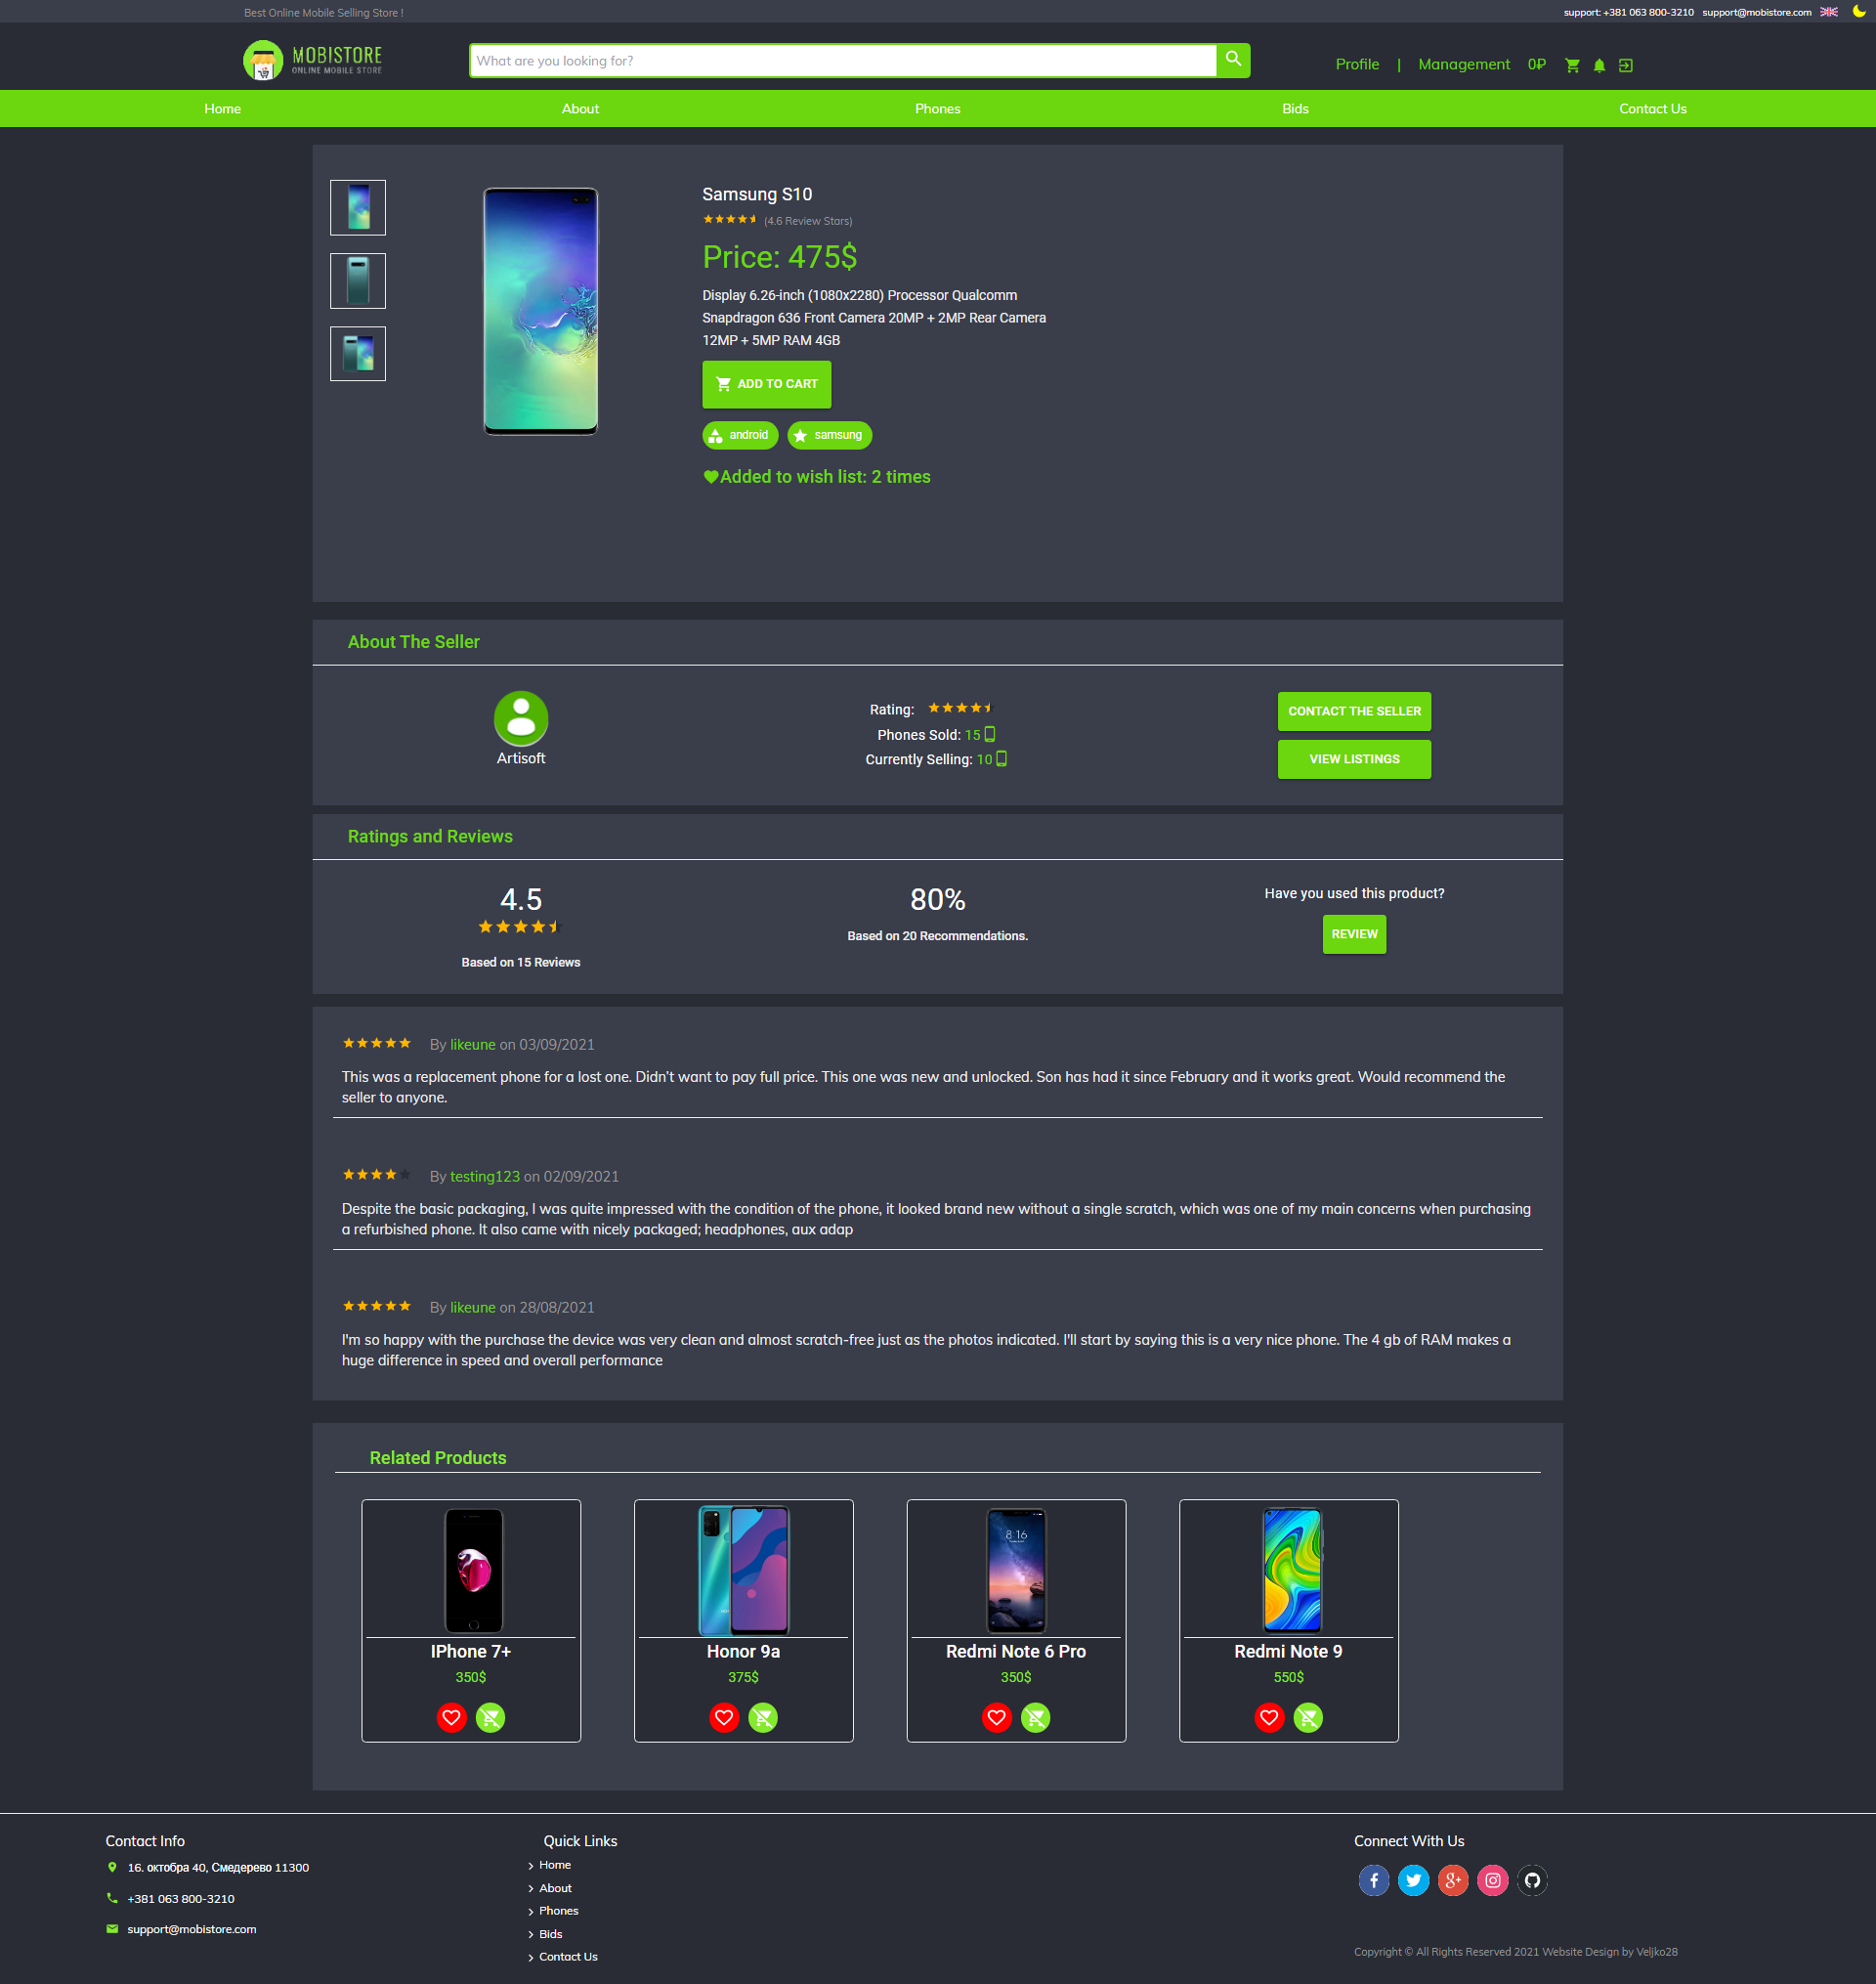 Best Online Mobile Selling Store !
support: +381 063 800-3210 support@mobistore.com
MOBISTORE
ONLINE MOBILE STORE
What are you looking for?
Profile | Management 0₽
Home About Phones Bids Contact Us
Samsung S10
(4.6 Review Stars)
Price: 475$
Display 6.26-inch (1080x2280) Processor Qualcomm
Snapdragon 636 Front Camera 20MP + 2MP Rear Camera
12MP + 5MP RAM 4GB
ADD TO CART
android samsung
Added to wish list: 2 times
About The Seller
Artisoft
Rating:
Phones Sold: 15
Currently Selling: 10
CONTACT THE SELLER
VIEW LISTINGS
Ratings and Reviews
4.5
Based on 15 Reviews
80%
Based on 20 Recommendations.
Have you used this product?
REVIEW
By likeune on 03/09/2021
This was a replacement phone for a lost one. Didn't want to pay full price. This one was new and unlocked. Son has had it since February and it works great. Would recommend the
seller to anyone.
By testing123 on 02/09/2021
Despite the basic packaging, I was quite impressed with the condition of the phone, it looked brand new without a single scratch, which was one of my main concerns when purchasing
a refurbished phone. It also came with nicely packaged; headphones, aux adap
By likeune on 28/08/2021
I'm so happy with the purchase the device was very clean and almost scratch-free just as the photos indicated. I'll start by saying this is a very nice phone. The 4 gb of RAM makes a
huge difference in speed and overall performance
Related Products
8 16
IPhone 7+
350$
Honor 9a
375$
Redmi Note 6 Pro
350$
Redmi Note 9
550$
Contact Info
16. октобра 40, Смедерево 11300
+381 063 800-3210
support@mobistore.com
Quick Links
Home
About
Phones
Bids
Contact Us
Connect With Us
Copyright © All Rights Reserved 2021 Website Design by Veljko28